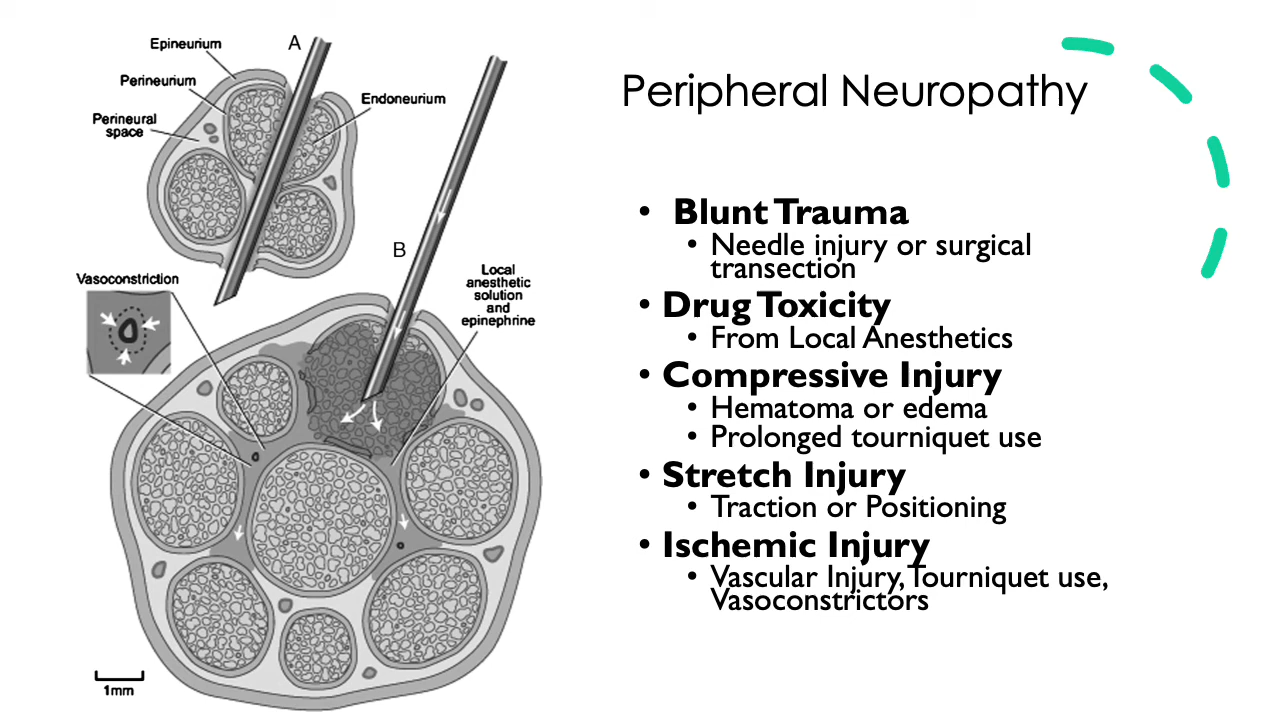 A
Epineurium
Perineurium
Endoneurium
Perineural
space
B
Vasoconstriction
Local
anesthetic
solution
and
epinephrine
1mm
Peripheral Neuropathy
• Blunt Trauma
• Needle injury or surgical
transection
• Drug Toxicity
• From Local Anesthetics
• Compressive Injury
• Hematoma or edema
• Prolonged tourniquet use
• Stretch Injury
• Traction or Positioning
• Ischemic Injury
• Vascular Injury, Tourniquet use,
Vasoconstrictors